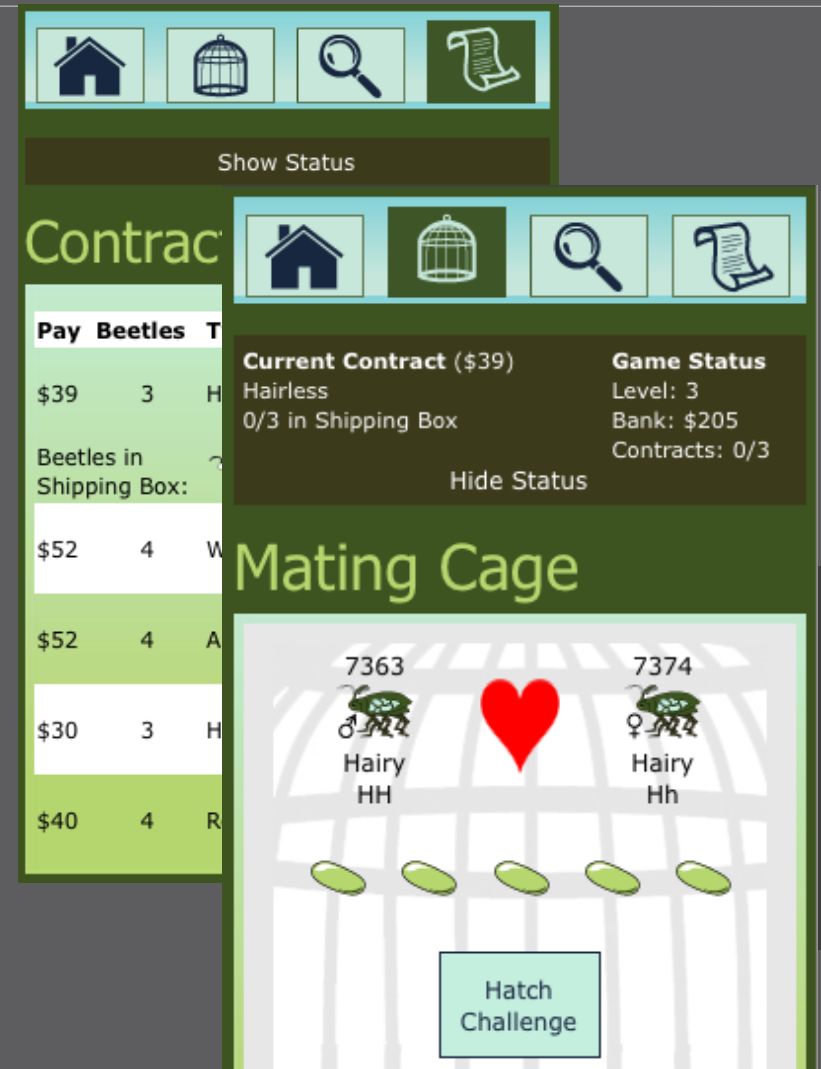 Show Status
Contrac
Pay Beetles T
$39 3 H
Beetles in
Shipping Box:
$52 4 W
$52 4 A
$30 3 H
$40 4 R
Current Contract ($39)
Hairless
0/3 in Shipping Box
Game Status
Level: 3
Bank: $205
Contracts: 0/3
Hide Status
Mating Cage
7363
♂
Hairy
HH
7374
♀
Hairy
Hh
Hatch
Challenge